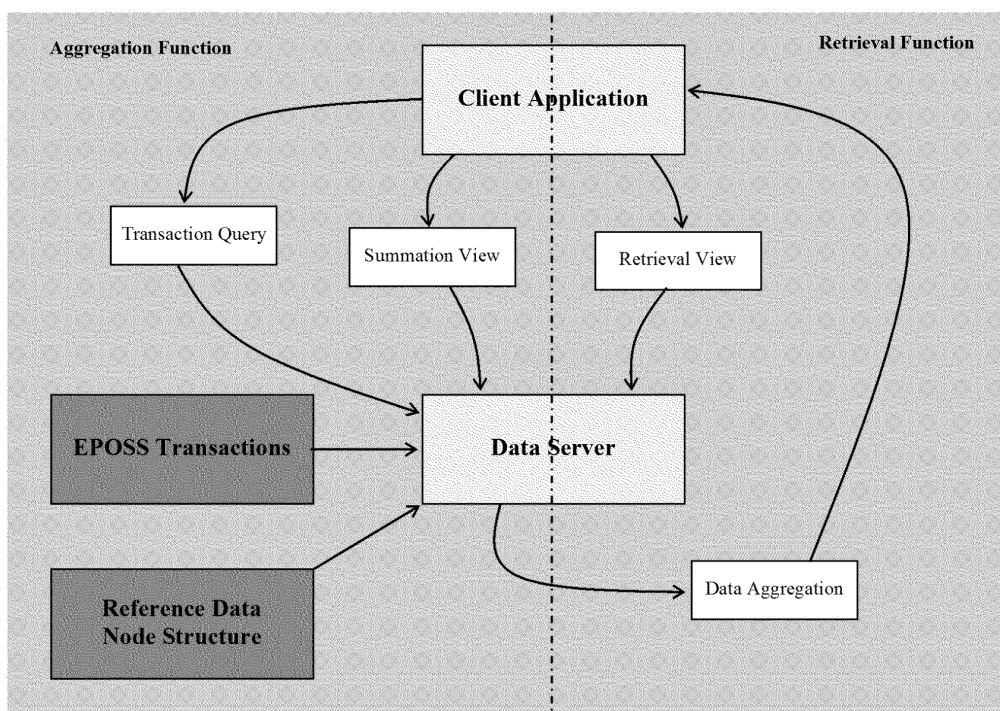 Aggregation Function
Retrieval Function
Client Application
Transaction Query
Summation View
Retrieval View
EPOSS Transactions
Data Server
Data Aggregation
Reference Data
Node Structure